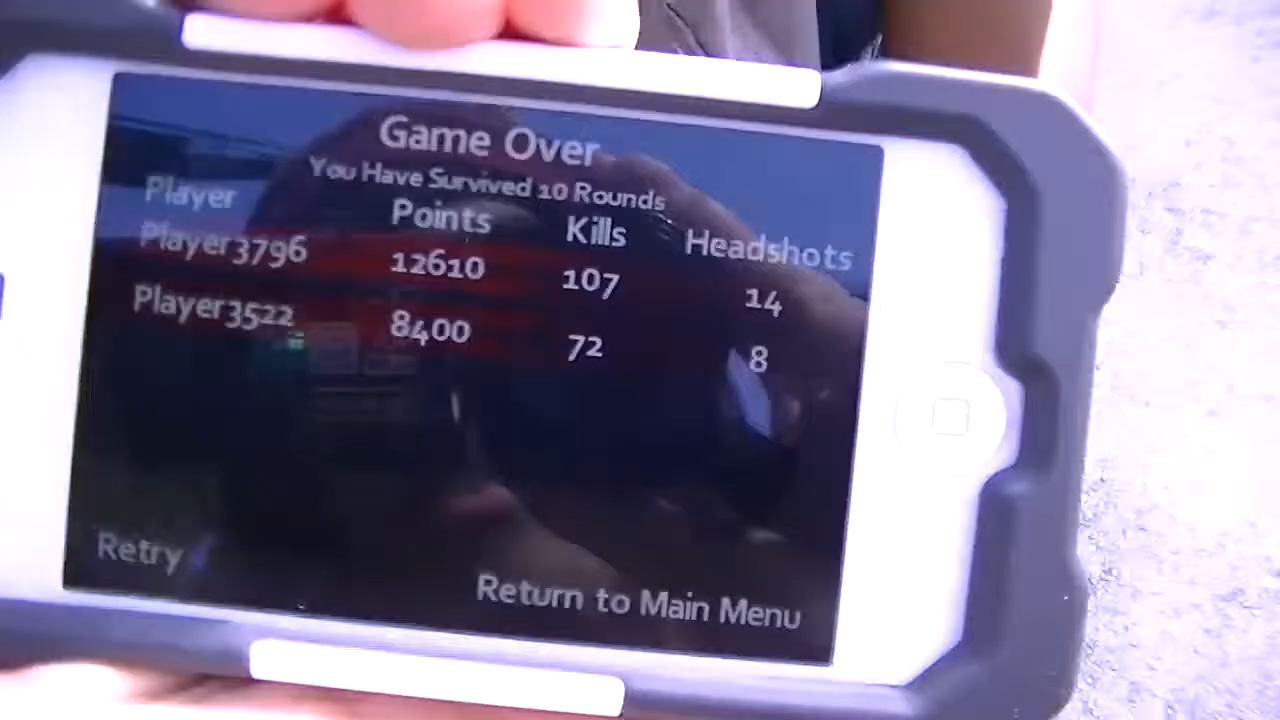 Game Over
You Have Survived 10 Rounds
Player Points Kills Headshots
Player3796 12610 107 14
Player3522 8400 72 8
Retry
Return to Main Menu